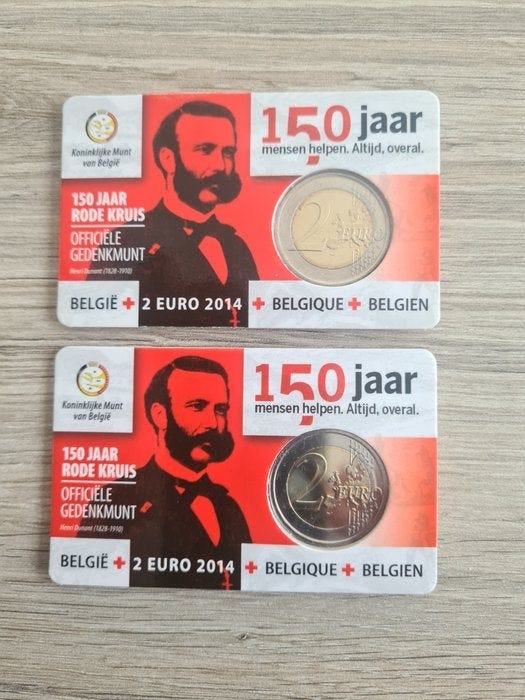 Koninklijke Munt
van België
150 JAAR
RODE KRUIS
OFFICIËLE
GEDENKMUNT
Henri Dunant (1828-1910)
150 jaar
mensen helpen. Altijd, overal.
2 EURO
BELGIË + 2 EURO 2014 + BELGIQUE + BELGIEN
Koninklijke Munt
van België
150 JAAR
RODE KRUIS
OFFICIËLE
GEDENKMUNT
Henri Dunant (1828-1910)
150 jaar
mensen helpen. Altijd, overal.
2 EURO
BELGIË + 2 EURO 2014 + BELGIQUE + BELGIEN